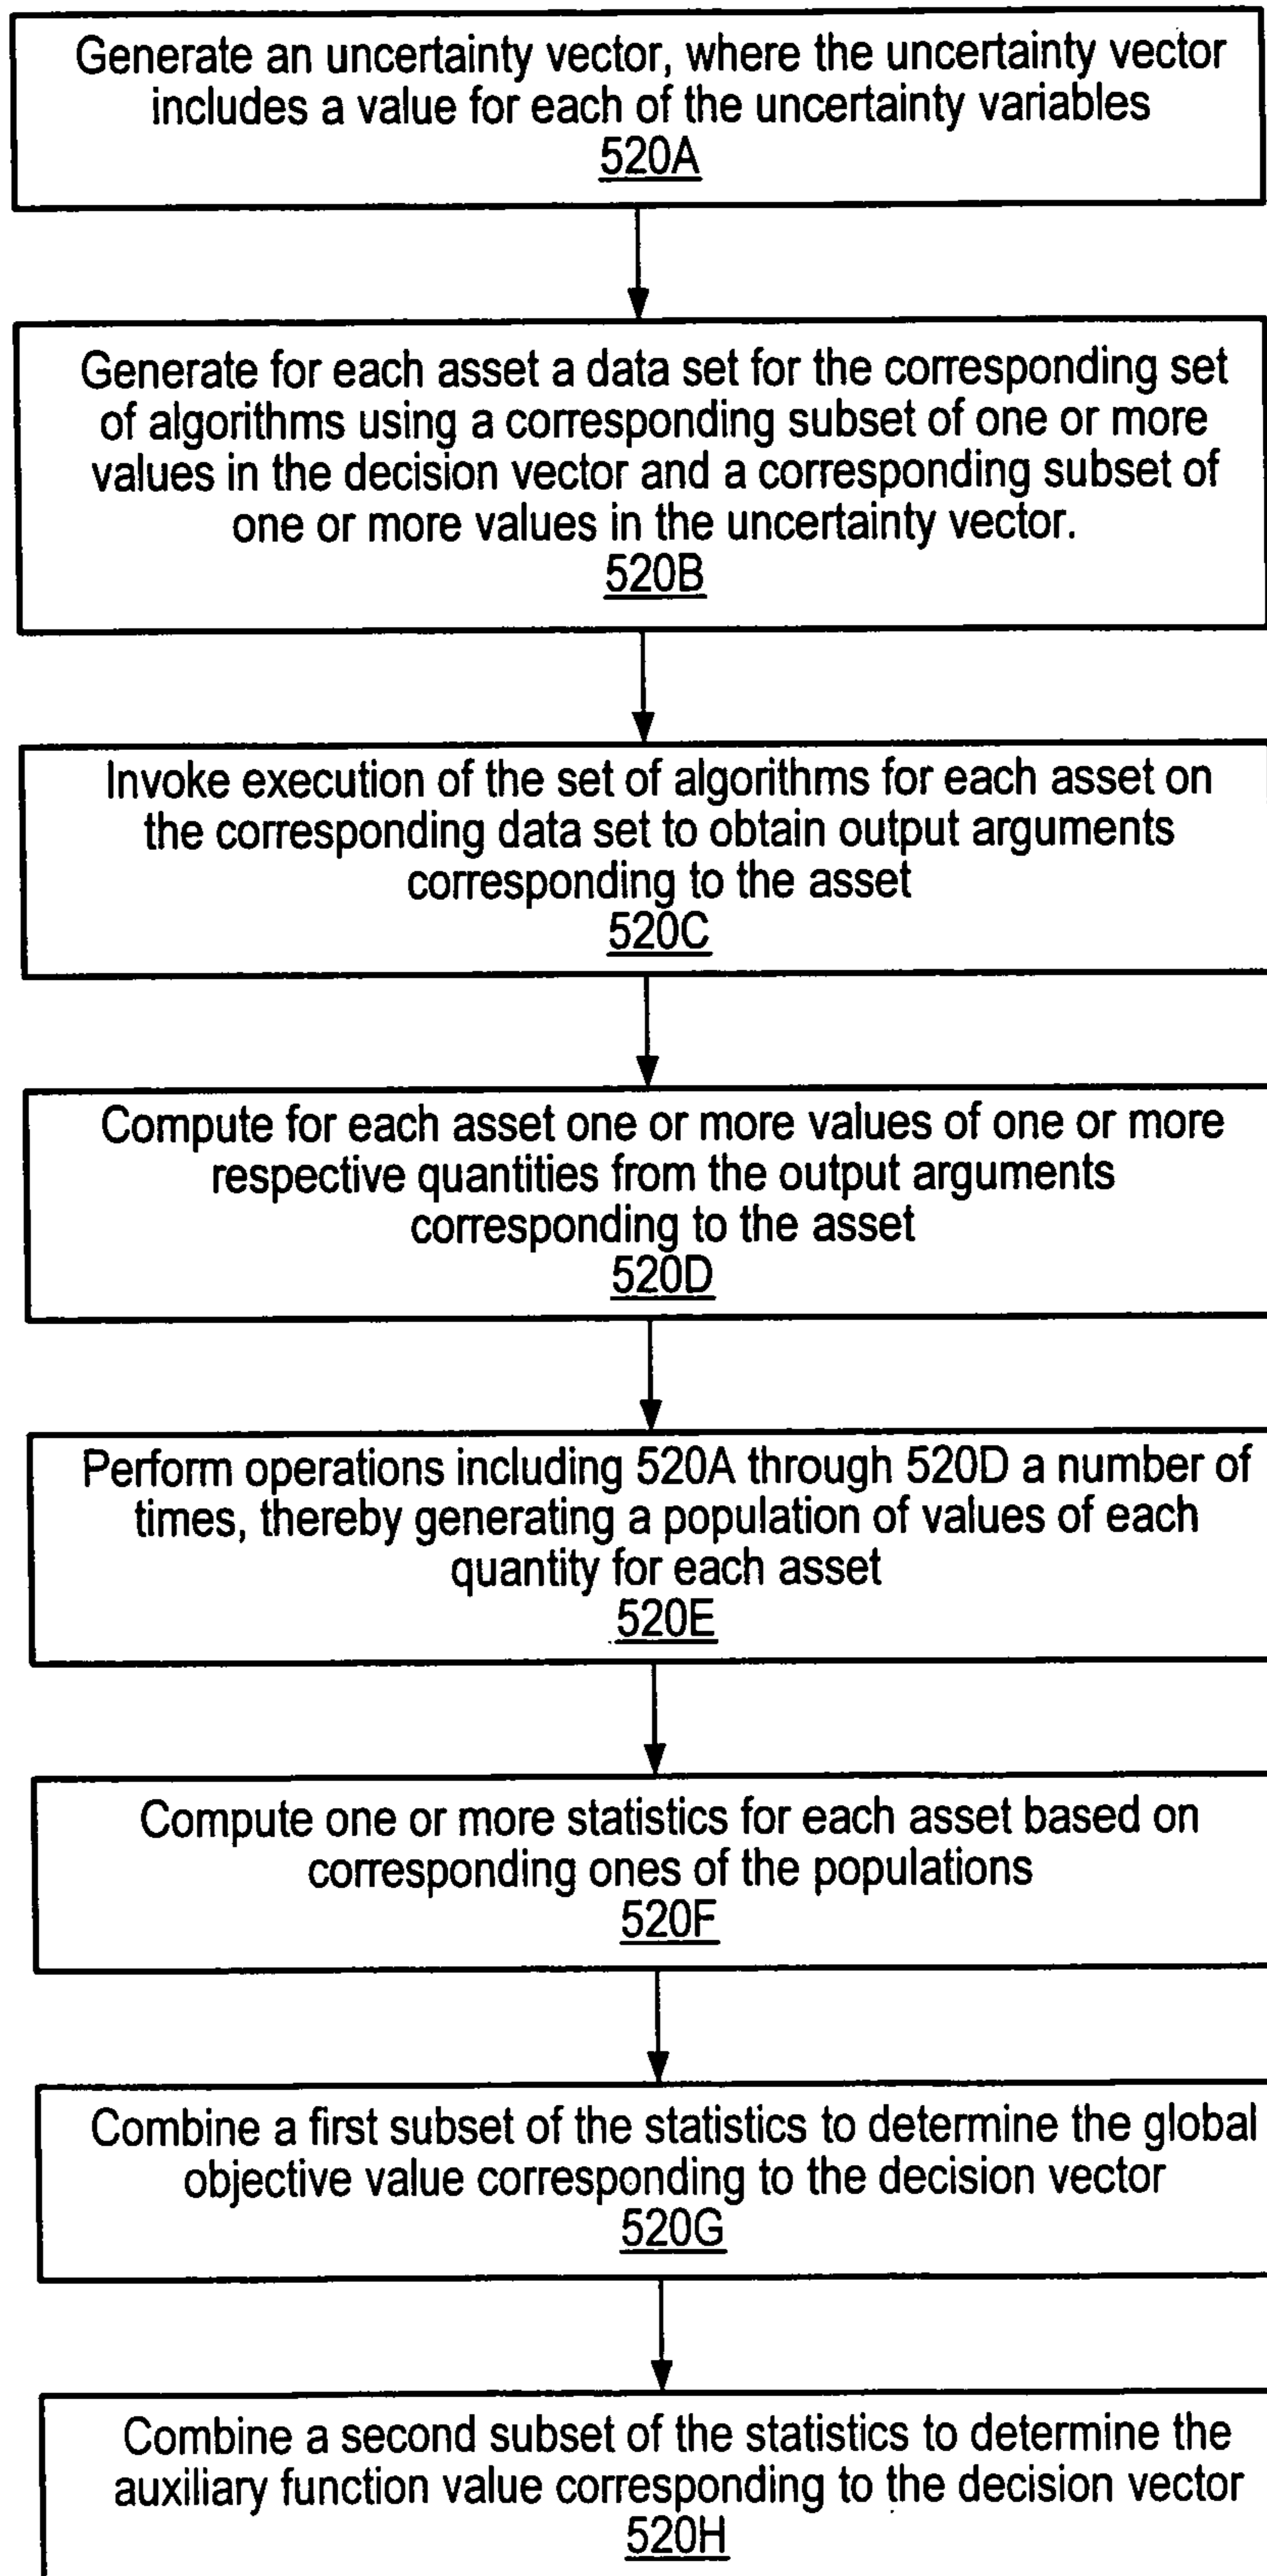 Generate an uncertainty vector, where the uncertainty vector
includes a value for each of the uncertainty variables
520A
Generate for each asset a data set for the corresponding set
of algorithms using a corresponding subset of one or more
values in the decision vector and a corresponding subset of
one or more values in the uncertainty vector.
520B
Invoke execution of the set of algorithms for each asset on
the corresponding data set to obtain output arguments
corresponding to the asset
520C
Compute for each asset one or more values of one or more
respective quantities from the output arguments
corresponding to the asset
520D
Perform operations including 520A through 520D a number of
times, thereby generating a population of values of each
quantity for each asset
520E
Compute one or more statistics for each asset based on
corresponding ones of the populations
520F
Combine a first subset of the statistics to determine the global
objective value corresponding to the decision vector
520G
Combine a second subset of the statistics to determine the
auxiliary function value corresponding to the decision vector
520H